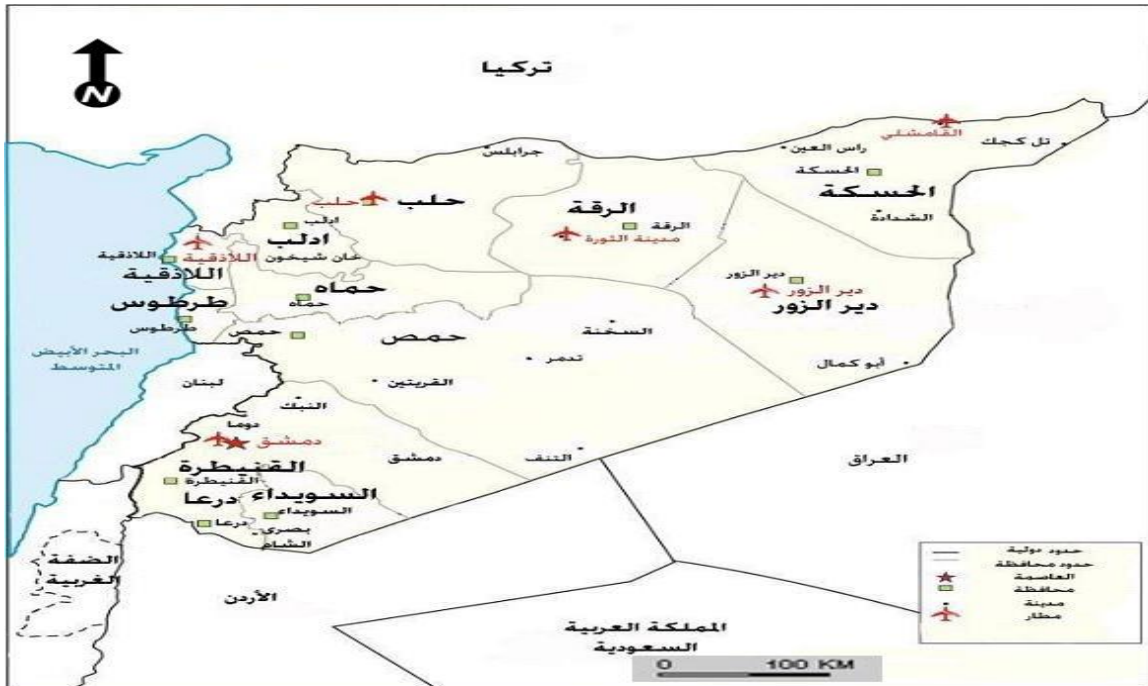 تركيا
N
القامشلي
تل كجك
راس العين
جرابلس
الحسكة
الحسكة
الشدادة
حلب
حلب
الرقة
الرقة
مدينة الثورة
ادلب
ادلب
خان شيخون
اللاذقية
اللاذقية
اللاذقية
دير الزور
دير الزور
دير الزور
حماه
حماه
طرطوس
طرطوس
حمص
حمص
السخنة
تدمر
أبو كمال
البحر الأبيض
المتوسط
لبنان
القريتين
النبك
دوما
دمشق
دمشق
التنف
العراق
القنيطرة
القنيطرة
السويداء
السويداء
درعا
درعا
بصرى
الشام
الضفة
الغربية
الأردن
المملكة العربية
السعودية
حدود دولية
حدود محافظة
العاصمة
محافظة
مدينة
مطار
0 100 KM